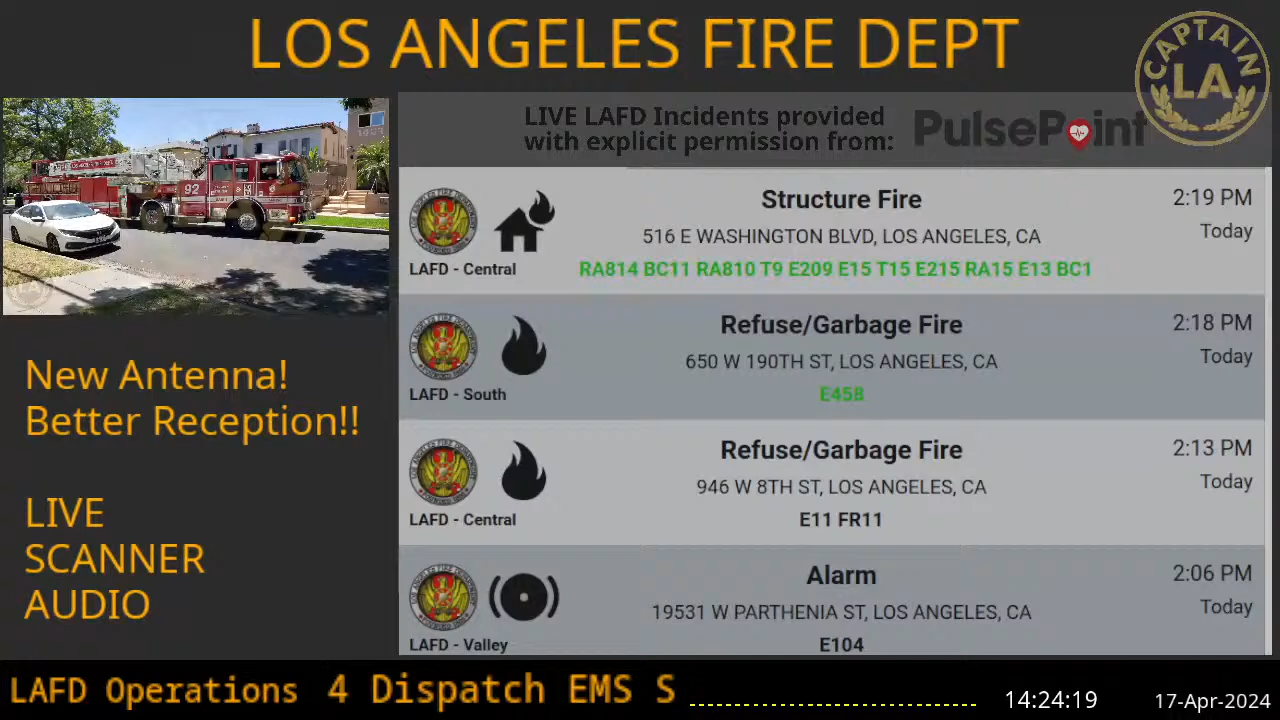 LOS ANGELES FIRE DEPT
CAPTAIN
LA
LIVE LAFD Incidents provided
with explicit permission from:
PulsePoint
92
Structure Fire
2:19 PM
516 E WASHINGTON BLVD, LOS ANGELES, CA
Today
LAFD - Central
RA814 BC11 RA810 T9 E209 E15 T15 E215 RA15 E13 BC1
Refuse/Garbage Fire
2:18 PM
650 W 190TH ST, LOS ANGELES, CA
Today
LAFD - South
E458
Refuse/Garbage Fire
2:13 PM
946 W 8TH ST, LOS ANGELES, CA
Today
LAFD - Central
E11 FR11
Alarm
2:06 PM
19531 W PARTHENIA ST, LOS ANGELES, CA
Today
LAFD - Valley
E104
New Antenna!
Better Reception!!
LIVE
SCANNER
AUDIO
LAFD Operations 4 Dispatch EMS S
14:24:19
17-Apr-2024